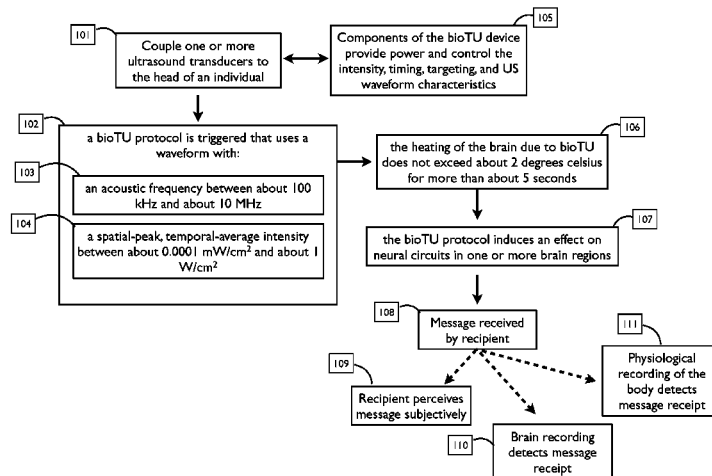 101
Couple one or more
ultrasound transducers to
the head of an individual
105
Components of the bioTU device
provide power and control the
intensity, timing, targeting, and US
waveform characteristics
102
a bioTU protocol is triggered that uses a
waveform with:
103
an acoustic frequency between about 100
kHz and about 10 MHz
104
a spatial-peak, temporal-average intensity
between about 0.0001 mW/cm² and about 1
W/cm²
106
the heating of the brain due to bioTU
does not exceed about 2 degrees celsius
for more than about 5 seconds
107
the bioTU protocol induces an effect on
neural circuits in one or more brain regions
108
Message received
by recipient
109
Recipient perceives
message subjectively
110
Brain recording
detects message
receipt
111
Physiological
recording of
the body detects
message receipt